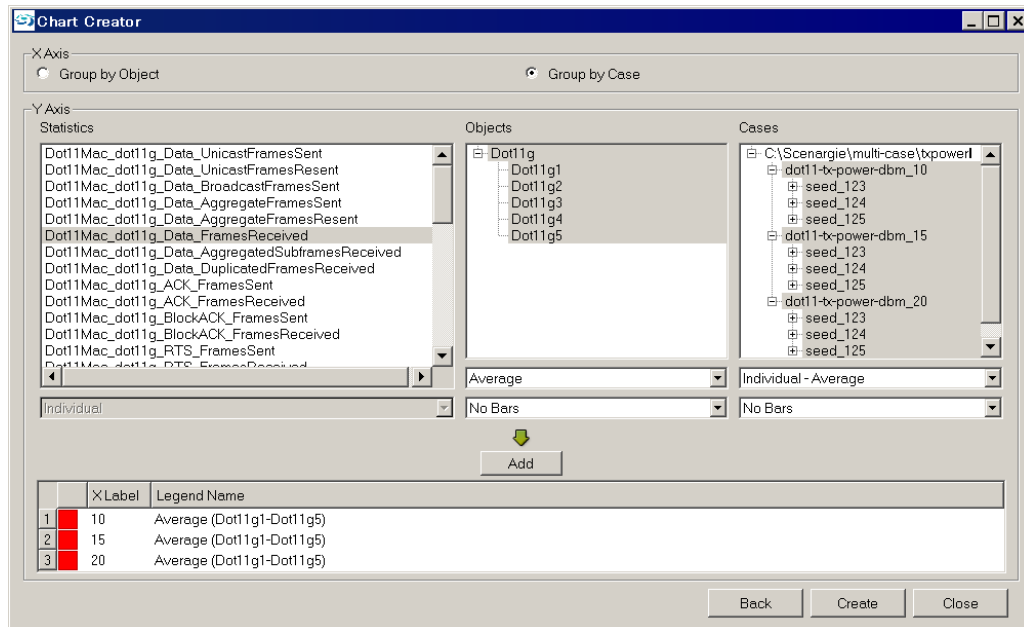 Chart Creator
X Axis
Group by Object
Group by Case
Y Axis
Statistics
Objects
Cases
Dot11Mac_dot11g_Data_UnicastFramesSent
Dot11Mac_dot11g_Data_UnicastFramesResent
Dot11Mac_dot11g_Data_BroadcastFramesSent
Dot11Mac_dot11g_Data_AggregateFramesSent
Dot11Mac_dot11g_Data_AggregateFramesResent
Dot11Mac_dot11g_Data_FramesReceived
Dot11Mac_dot11g_Data_AggregatedSubframesReceived
Dot11Mac_dot11g_Data_DuplicatedFramesReceived
Dot11Mac_dot11g_ACK_FramesSent
Dot11Mac_dot11g_ACK_FramesReceived
Dot11Mac_dot11g_BlockACK_FramesSent
Dot11Mac_dot11g_BlockACK_FramesReceived
Dot11Mac_dot11g_RTS_FramesSent
Dot11Mac_dot11g_RTS_FramesReceived
Individual
Dot11g
Dot11g1
Dot11g2
Dot11g3
Dot11g4
Dot11g5
Average
No Bars
C:\Scenargie\multi-case\txpowerl
dot11-tx-power-dbm_10
seed_123
seed_124
seed_125
dot11-tx-power-dbm_15
seed_123
seed_124
seed_125
dot11-tx-power-dbm_20
seed_123
seed_124
seed_125
Individual - Average
No Bars
Add
X Label Legend Name
1 10 Average (Dot11g1-Dot11g5)
2 15 Average (Dot11g1-Dot11g5)
3 20 Average (Dot11g1-Dot11g5)
Back
Create
Close